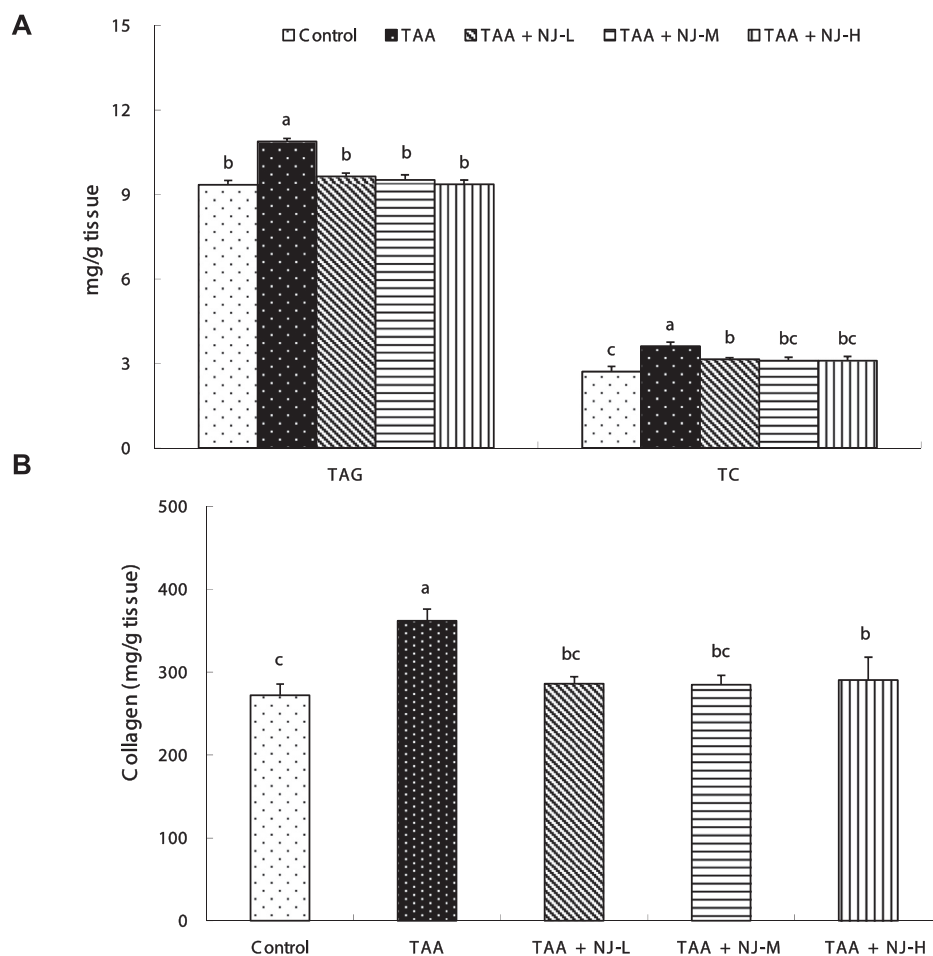 A
15
Control TAA TAA + NJ-L TAA + NJ-M TAA + NJ-H
12
9
6
3
0
mg/g tissue
b a b b b
c a b bc bc
TAG TC
B
500
400
300
200
100
0
Collagen (mg/g tissue)
c a bc bc b
Control TAA TAA + NJ-L TAA + NJ-M TAA + NJ-H